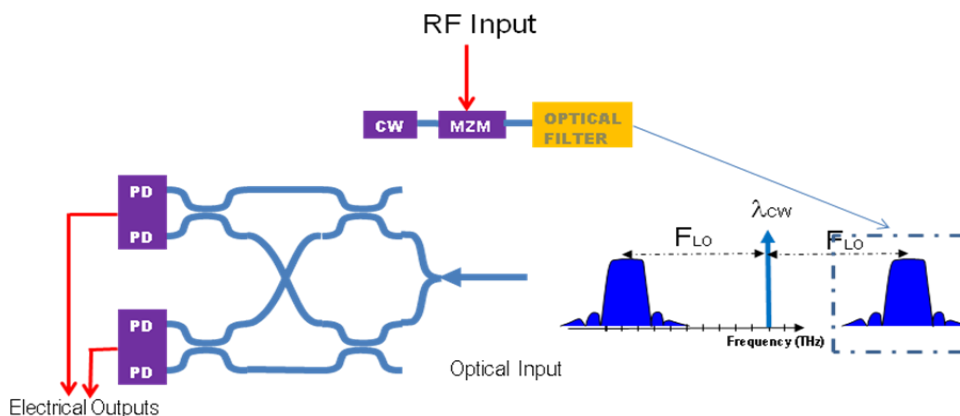 RF Input
CW
MZM
OPTICAL
FILTER
PD
PD
λCW
FLO
FLO
PD
PD
Frequency (THz)
Optical Input
Electrical Outputs